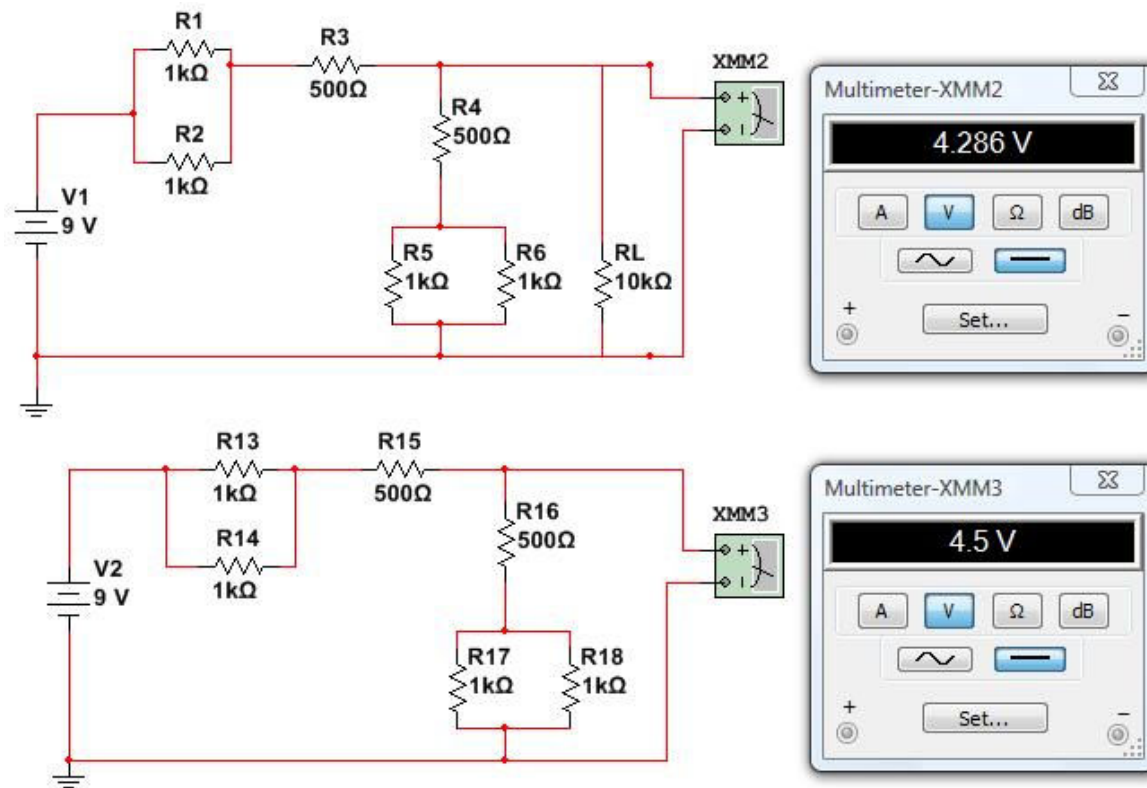 R1
1kΩ
R2
1kΩ
R3
500Ω
R4
500Ω
R5
1kΩ
R6
1kΩ
RL
10kΩ
V1
9 V
XMM2
+
Multimeter-XMM2
4.286 V
A V Ω dB
+ Set... −
R13
1kΩ
R14
1kΩ
R15
500Ω
R16
500Ω
R17
1kΩ
R18
1kΩ
V2
9 V
XMM3
+
Multimeter-XMM3
4.5 V
A V Ω dB
+ Set... −